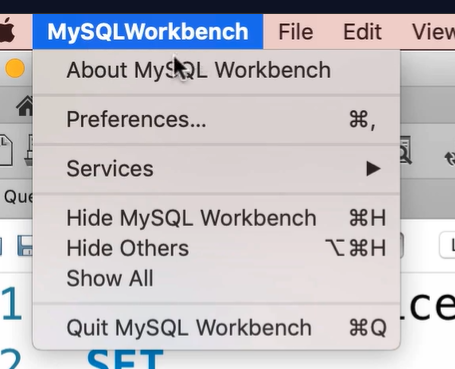 MySQLWorkbench File Edit View
About MySQL Workbench
Preferences... ⌘,
Services ▶
Que
Hide MySQL Workbench ⌘H
Hide Others ⌥⌘H
Show All
1 ce
Quit MySQL Workbench ⌘Q
2 SET